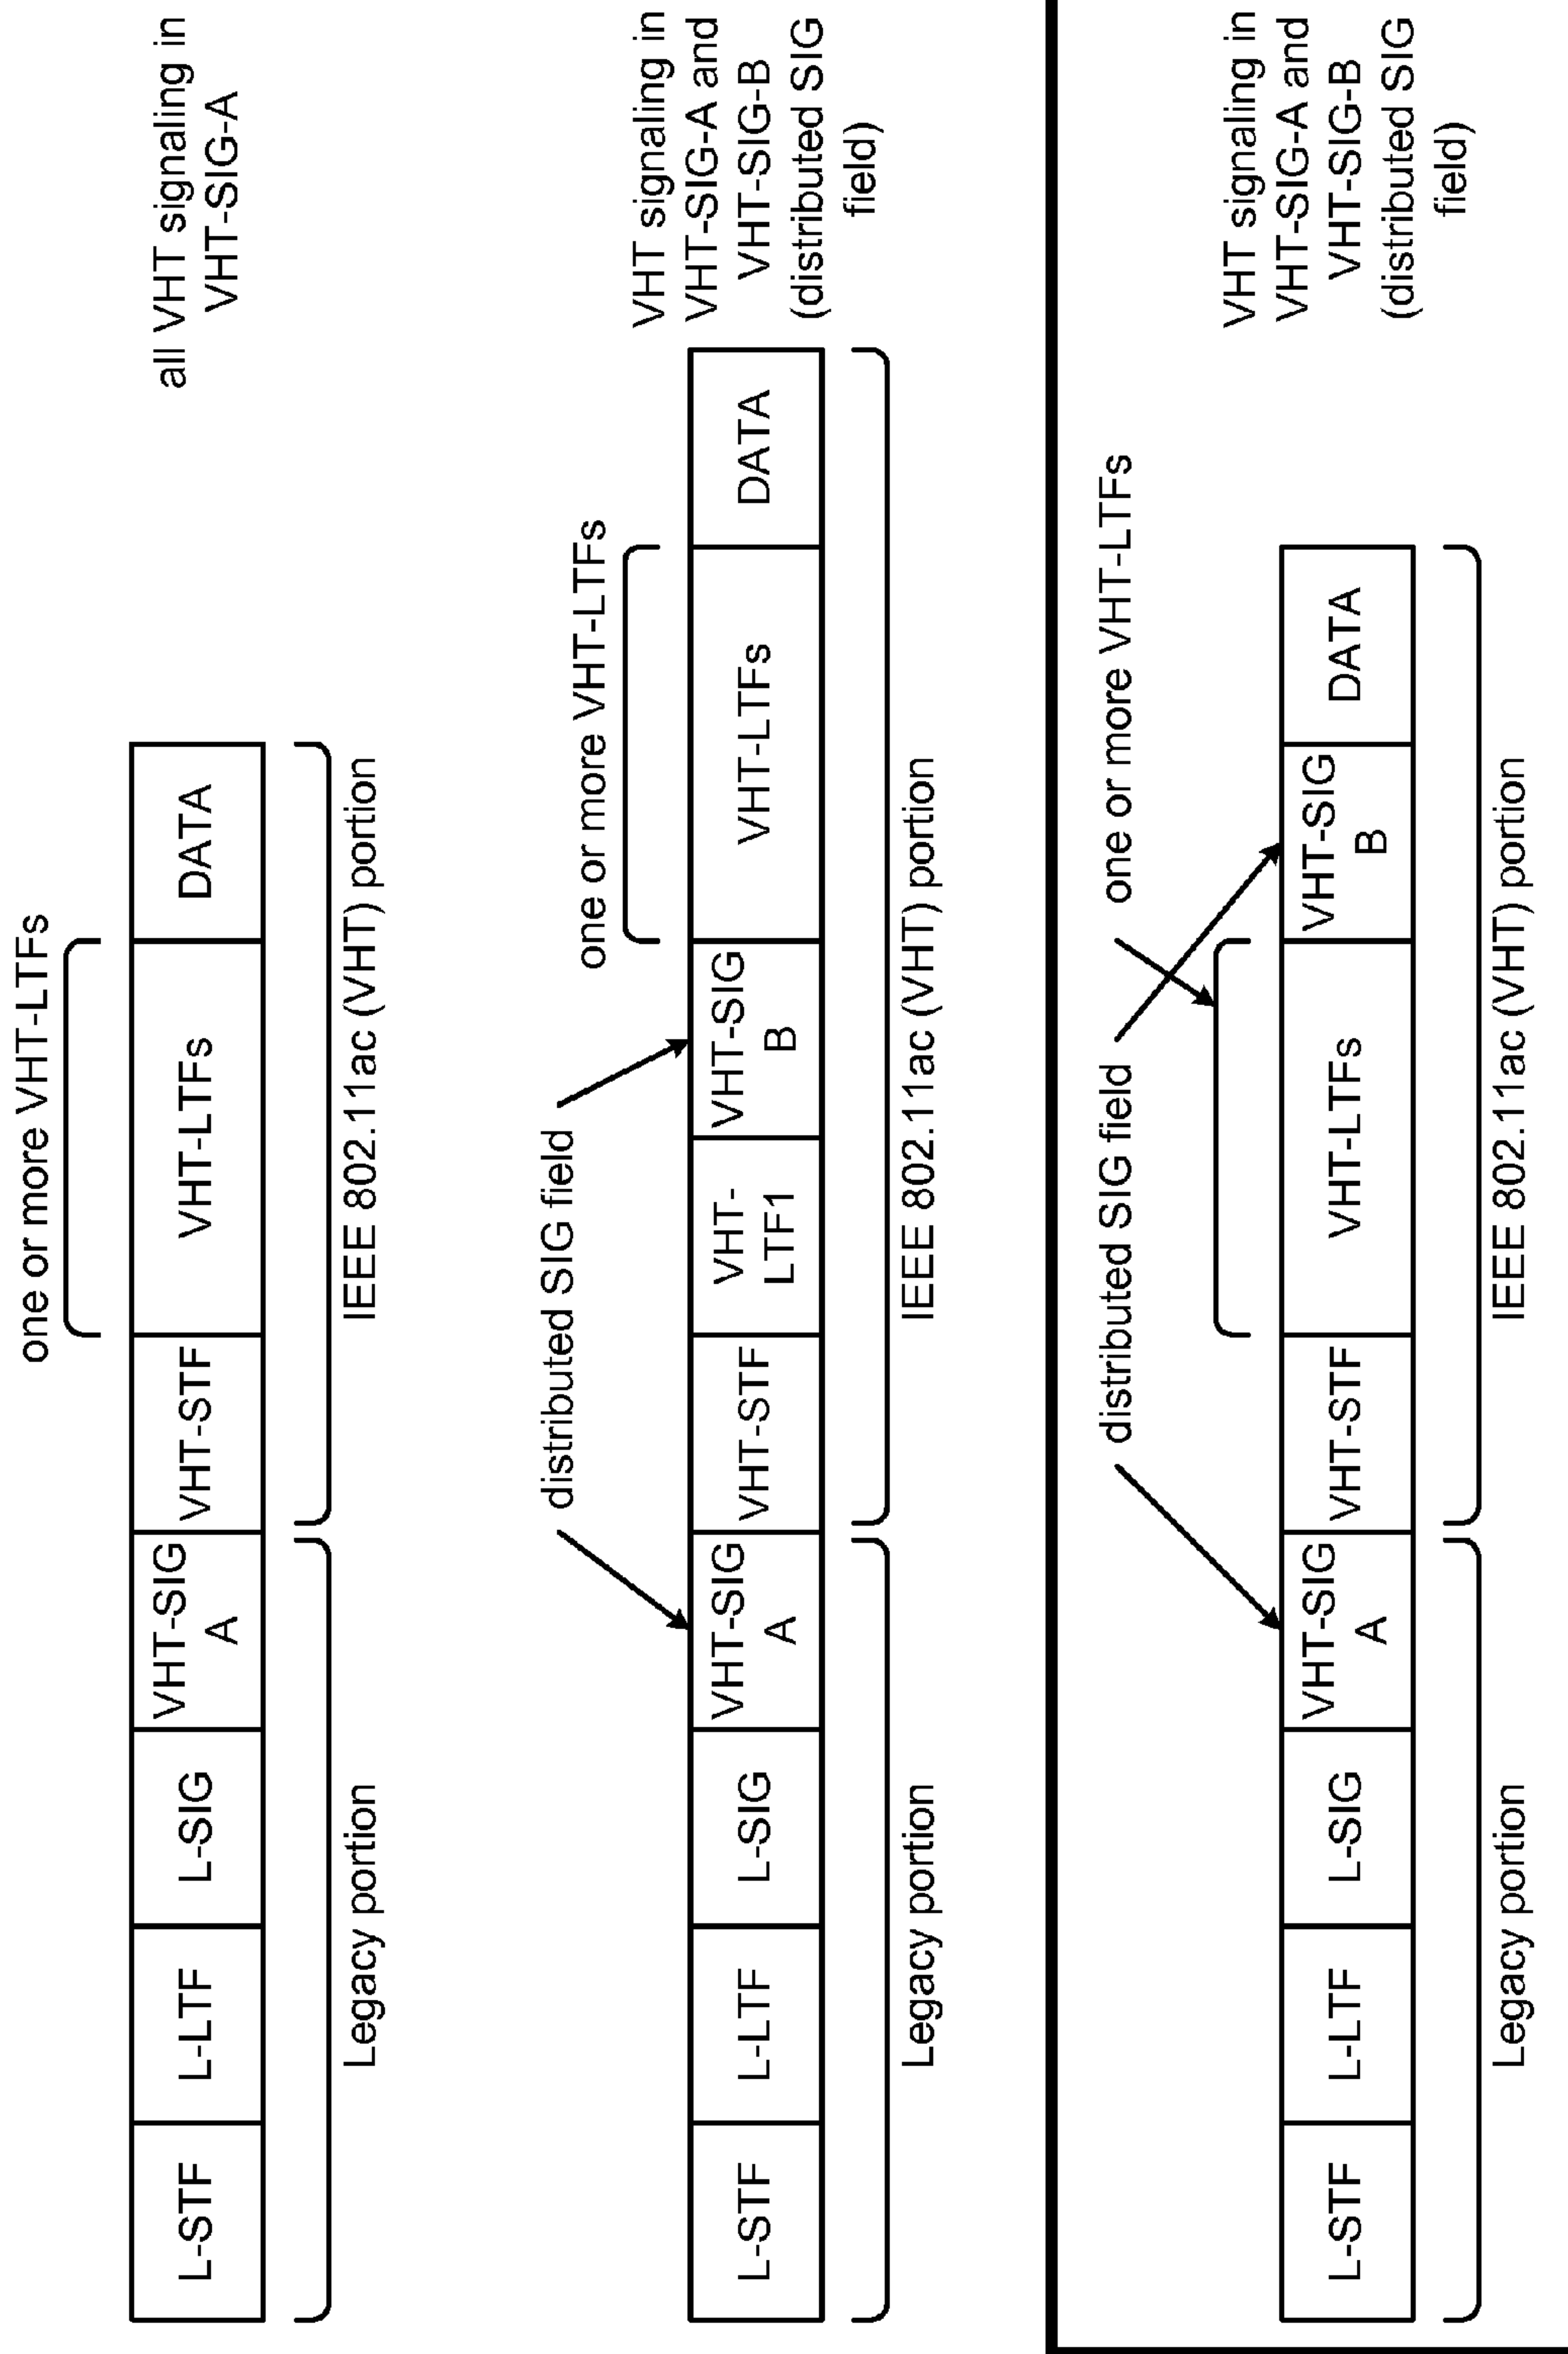 one or more VHT-LTFs
L-STF
L-LTF
L-SIG
VHT-SIG
A
VHT-STF
VHT-LTFs
DATA
all VHT signaling in
VHT-SIG-A
Legacy portion
IEEE 802.11ac (VHT) portion
distributed SIG field
one or more VHT-LTFs
L-STF
L-LTF
L-SIG
VHT-SIG
A
VHT-STF
VHT-
LTF1
VHT-SIG
B
VHT-LTFs
DATA
VHT signaling in
VHT-SIG-A and
VHT-SIG-B
(distributed SIG
field)
Legacy portion
IEEE 802.11ac (VHT) portion
distributed SIG field
one or more VHT-LTFs
L-STF
L-LTF
L-SIG
VHT-SIG
A
VHT-STF
VHT-LTFs
VHT-SIG
B
DATA
VHT signaling in
VHT-SIG-A and
VHT-SIG-B
(distributed SIG
field)
Legacy portion
IEEE 802.11ac (VHT) portion